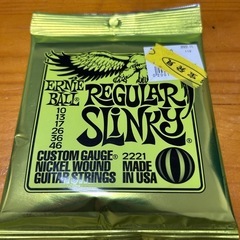 ERNIE
BALL
REGULAR
SLINKY
10
13
17
26
36
46
CUSTOM GAUGE®
NICKEL WOUND
GUITAR STRINGS
2221
MADE
IN USA